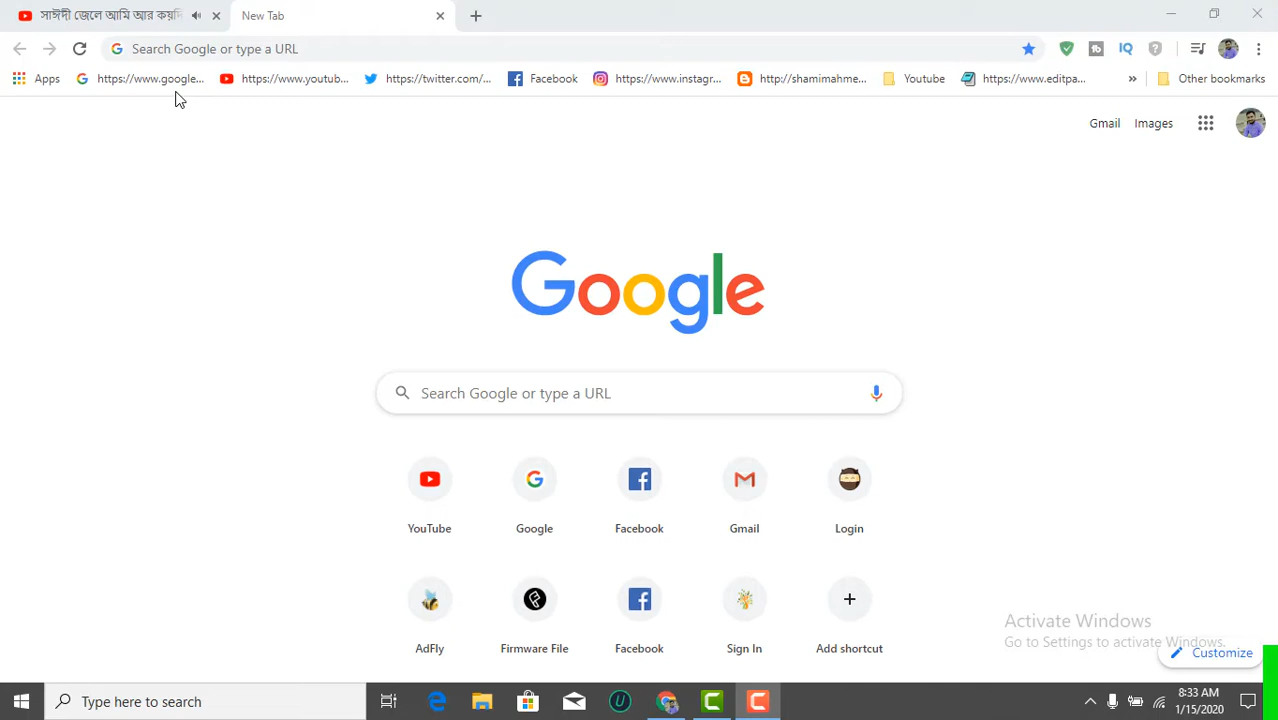 সাঈদী জেলে আমি আর কয়দি
New Tab
Search Google or type a URL
Apps
https://www.google...
https://www.youtub...
https://twitter.com/...
Facebook
https://www.instagr...
http://shamimahme...
Youtube
https://www.editpa...
»
Other bookmarks
Gmail
Images
Google
Search Google or type a URL
YouTube
Google
Facebook
Gmail
Login
AdFly
Firmware File
Facebook
Sign In
Add shortcut
Activate Windows
Go to Settings to activate Windows.
Customize
Type here to search
8:33 AM
1/15/2020